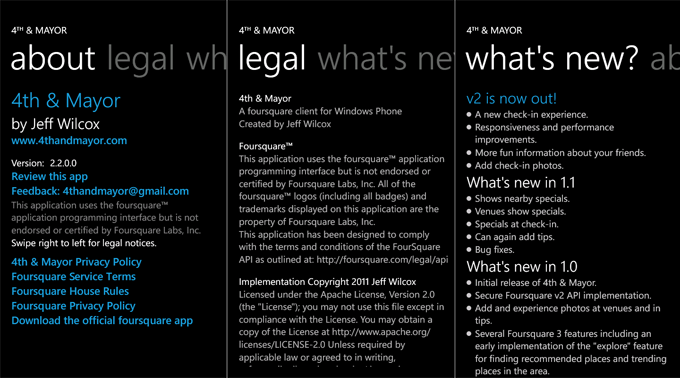 4TH & MAYOR
about legal wh
4th & Mayor
by Jeff Wilcox
www.4thandmayor.com
Version: 2.2.0.0
Review this app
Feedback: 4thandmayor@gmail.com
This application uses the foursquare™
application programming interface but is not
endorsed or certified by Foursquare Labs, Inc.
Swipe right to left for legal notices.
4th & Mayor Privacy Policy
Foursquare Service Terms
Foursquare House Rules
Foursquare Privacy Policy
Download the official foursquare app
4TH & MAYOR
legal what's ne
4th & Mayor
A foursquare client for Windows Phone
Created by Jeff Wilcox
Foursquare™
This application uses the foursquare™ application
programming interface but is not endorsed or
certified by Foursquare Labs, Inc. All of the
foursquare™ logos (including all badges) and
trademarks displayed on this application are the
property of Foursquare Labs, Inc.
This application has been designed to comply
with the terms and conditions of the FourSquare
API as outlined at: http://foursquare.com/legal/api
Implementation Copyright 2011 Jeff Wilcox
Licensed under the Apache License, Version 2.0
(the "License"); you may not use this file except in
compliance with the License. You may obtain a
copy of the License at http://www.apache.org/
licenses/LICENSE-2.0 Unless required by
applicable law or agreed to in writing,
4TH & MAYOR
what's new? ab
v2 is now out!
• A new check-in experience.
• Responsiveness and performance
improvements.
• More fun information about your friends.
• Add check-in photos.
What's new in 1.1
• Shows nearby specials.
• Venues show specials.
• Specials at check-in.
• Can again add tips.
• Bug fixes.
What's new in 1.0
• Initial release of 4th & Mayor.
• Secure Foursquare v2 API implementation.
• Add and experience photos at venues and in
tips.
• Several Foursquare 3 features including an
early implementation of the "explore" feature
for finding recommended places and trending
places in the area.